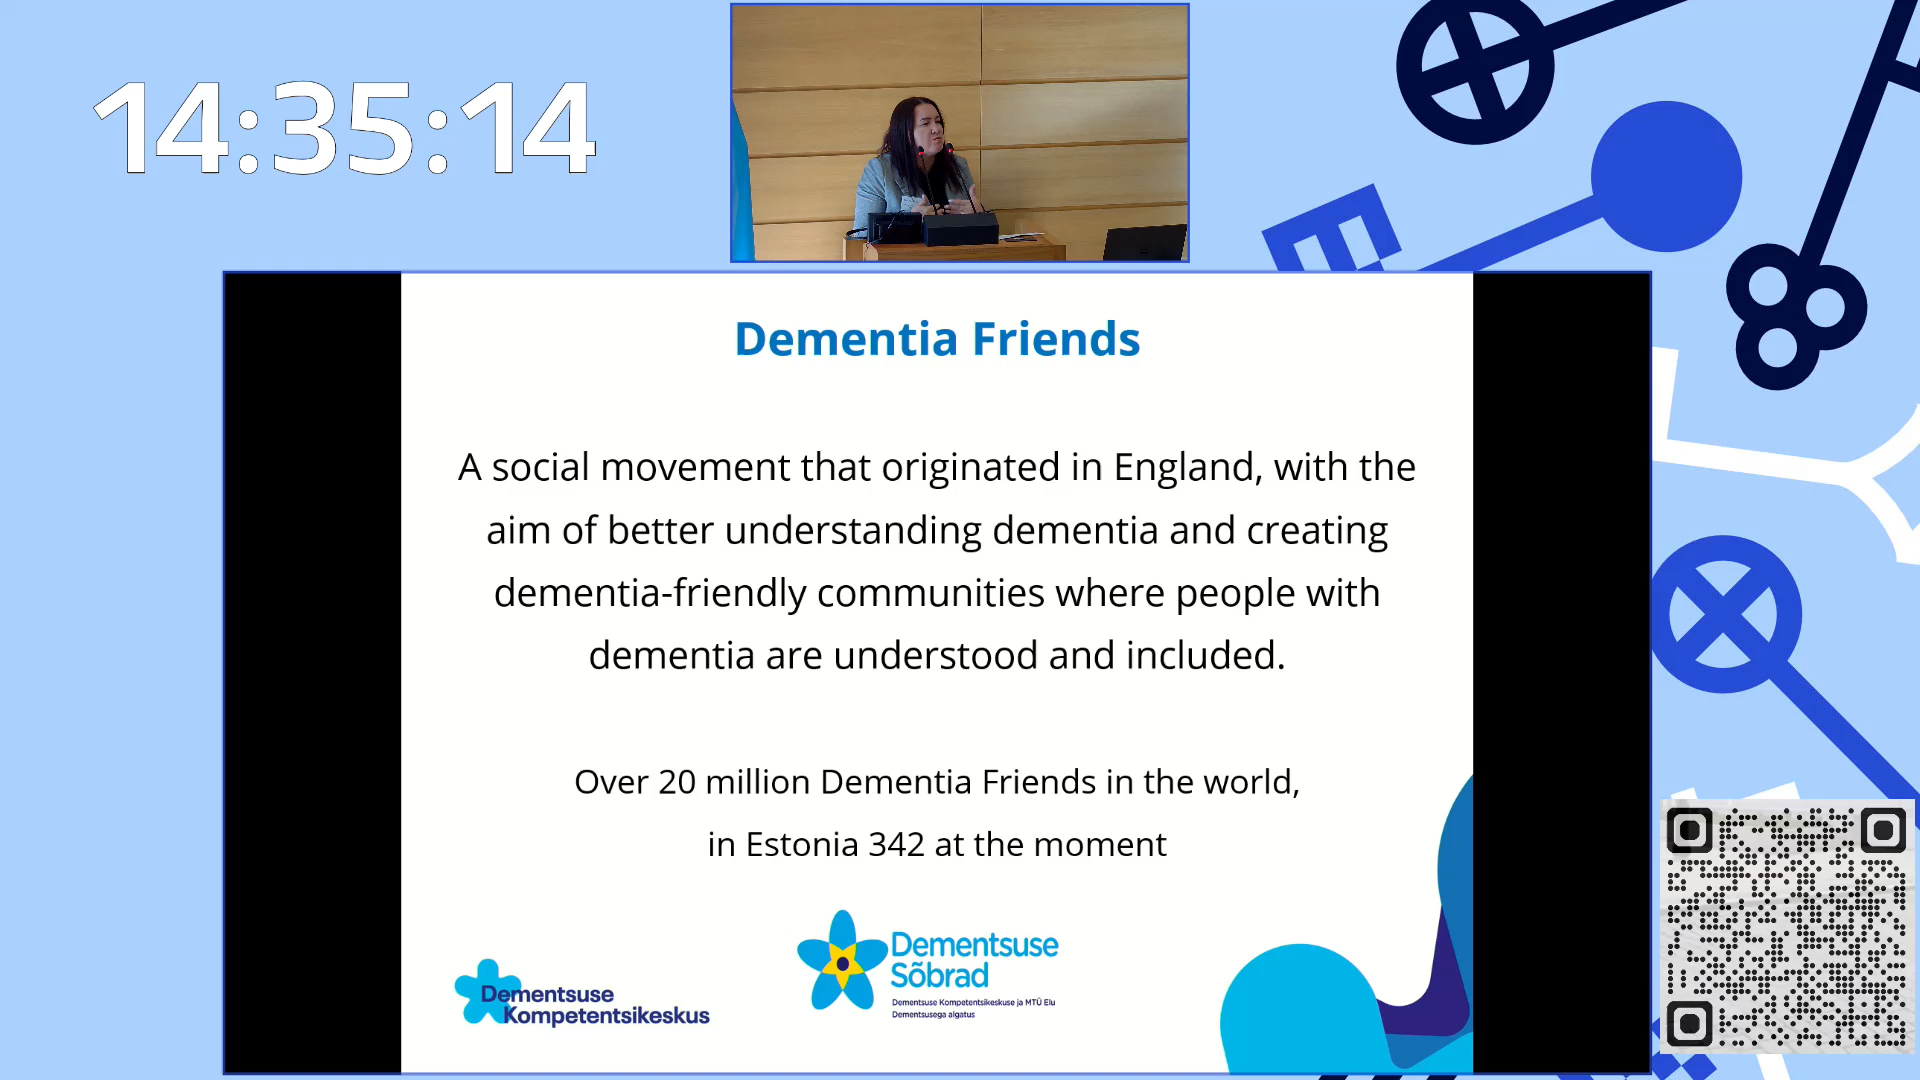 14:35:14
Dementia Friends
A social movement that originated in England, with the
aim of better understanding dementia and creating
dementia-friendly communities where people with
dementia are understood and included.
Over 20 million Dementia Friends in the world,
in Estonia 342 at the moment
Dementsuse
Kompetentsikeskus
Dementsuse
Sõbrad
Dementsuse Kompetentsikeskuse ja MTÜ Elu
Dementsusega algatus